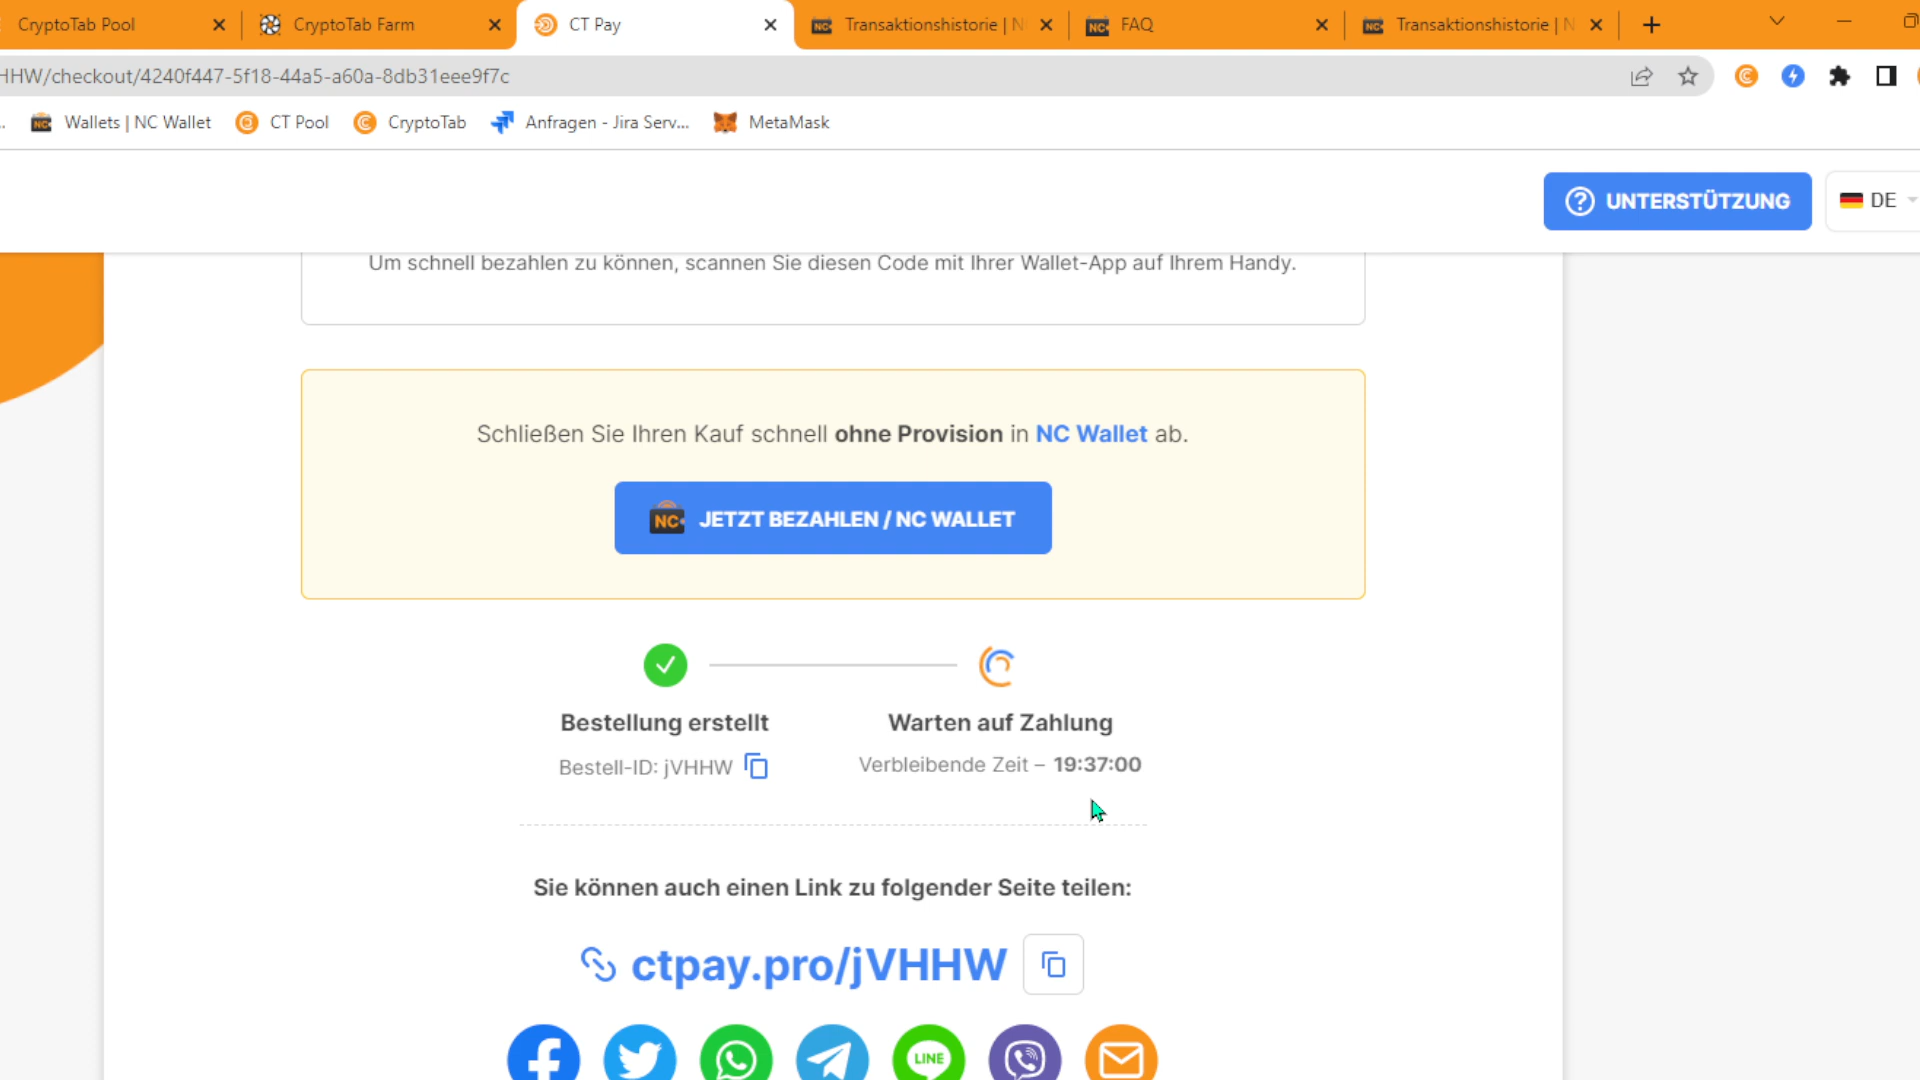 CryptoTab Pool
CryptoTab Farm
CT Pay
Transaktionshistorie | N
FAQ
Transaktionshistorie | N
HHW/checkout/4240f447-5f18-44a5-a60a-8db31eee9f7c
Wallets | NC Wallet
CT Pool
CryptoTab
Anfragen - Jira Serv...
MetaMask
UNTERSTÜTZUNG
DE
Um schnell bezahlen zu können, scannen Sie diesen Code mit Ihrer Wallet-App auf Ihrem Handy.
Schließen Sie Ihren Kauf schnell ohne Provision in NC Wallet ab.
NC JETZT BEZAHLEN / NC WALLET
Bestellung erstellt
Warten auf Zahlung
Bestell-ID: jVHHW
Verbleibende Zeit – 19:37:00
Sie können auch einen Link zu folgender Seite teilen:
ctpay.pro/jVHHW
LINE